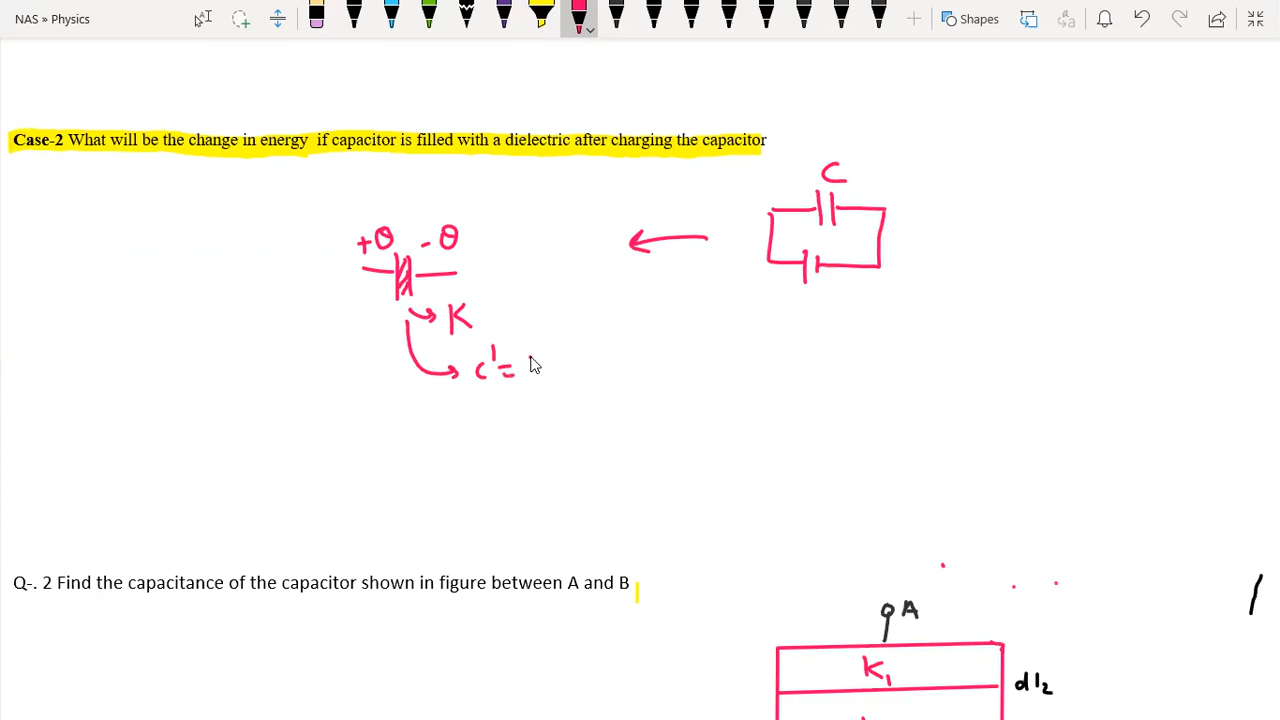 NAS » Physics
Shapes
Case-2 What will be the change in energy if capacitor is filled with a dielectric after charging the capacitor
C
+Q -Q
K
C' =
Q-. 2 Find the capacitance of the capacitor shown in figure between A and B
A
K1
d/2